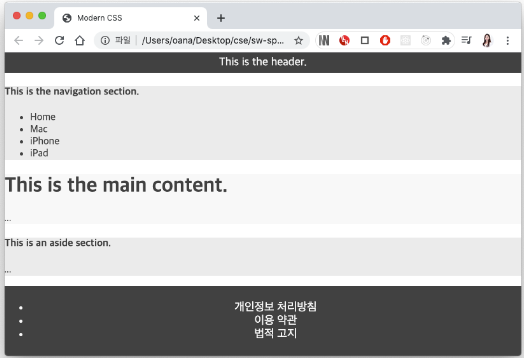 Modern CSS
파일 /Users/oana/Desktop/cse/sw-sp...
This is the header.
This is the navigation section.
Home
Mac
iPhone
iPad
This is the main content.
...
This is an aside section.
...
개인정보 처리방침
이용 약관
법적 고지